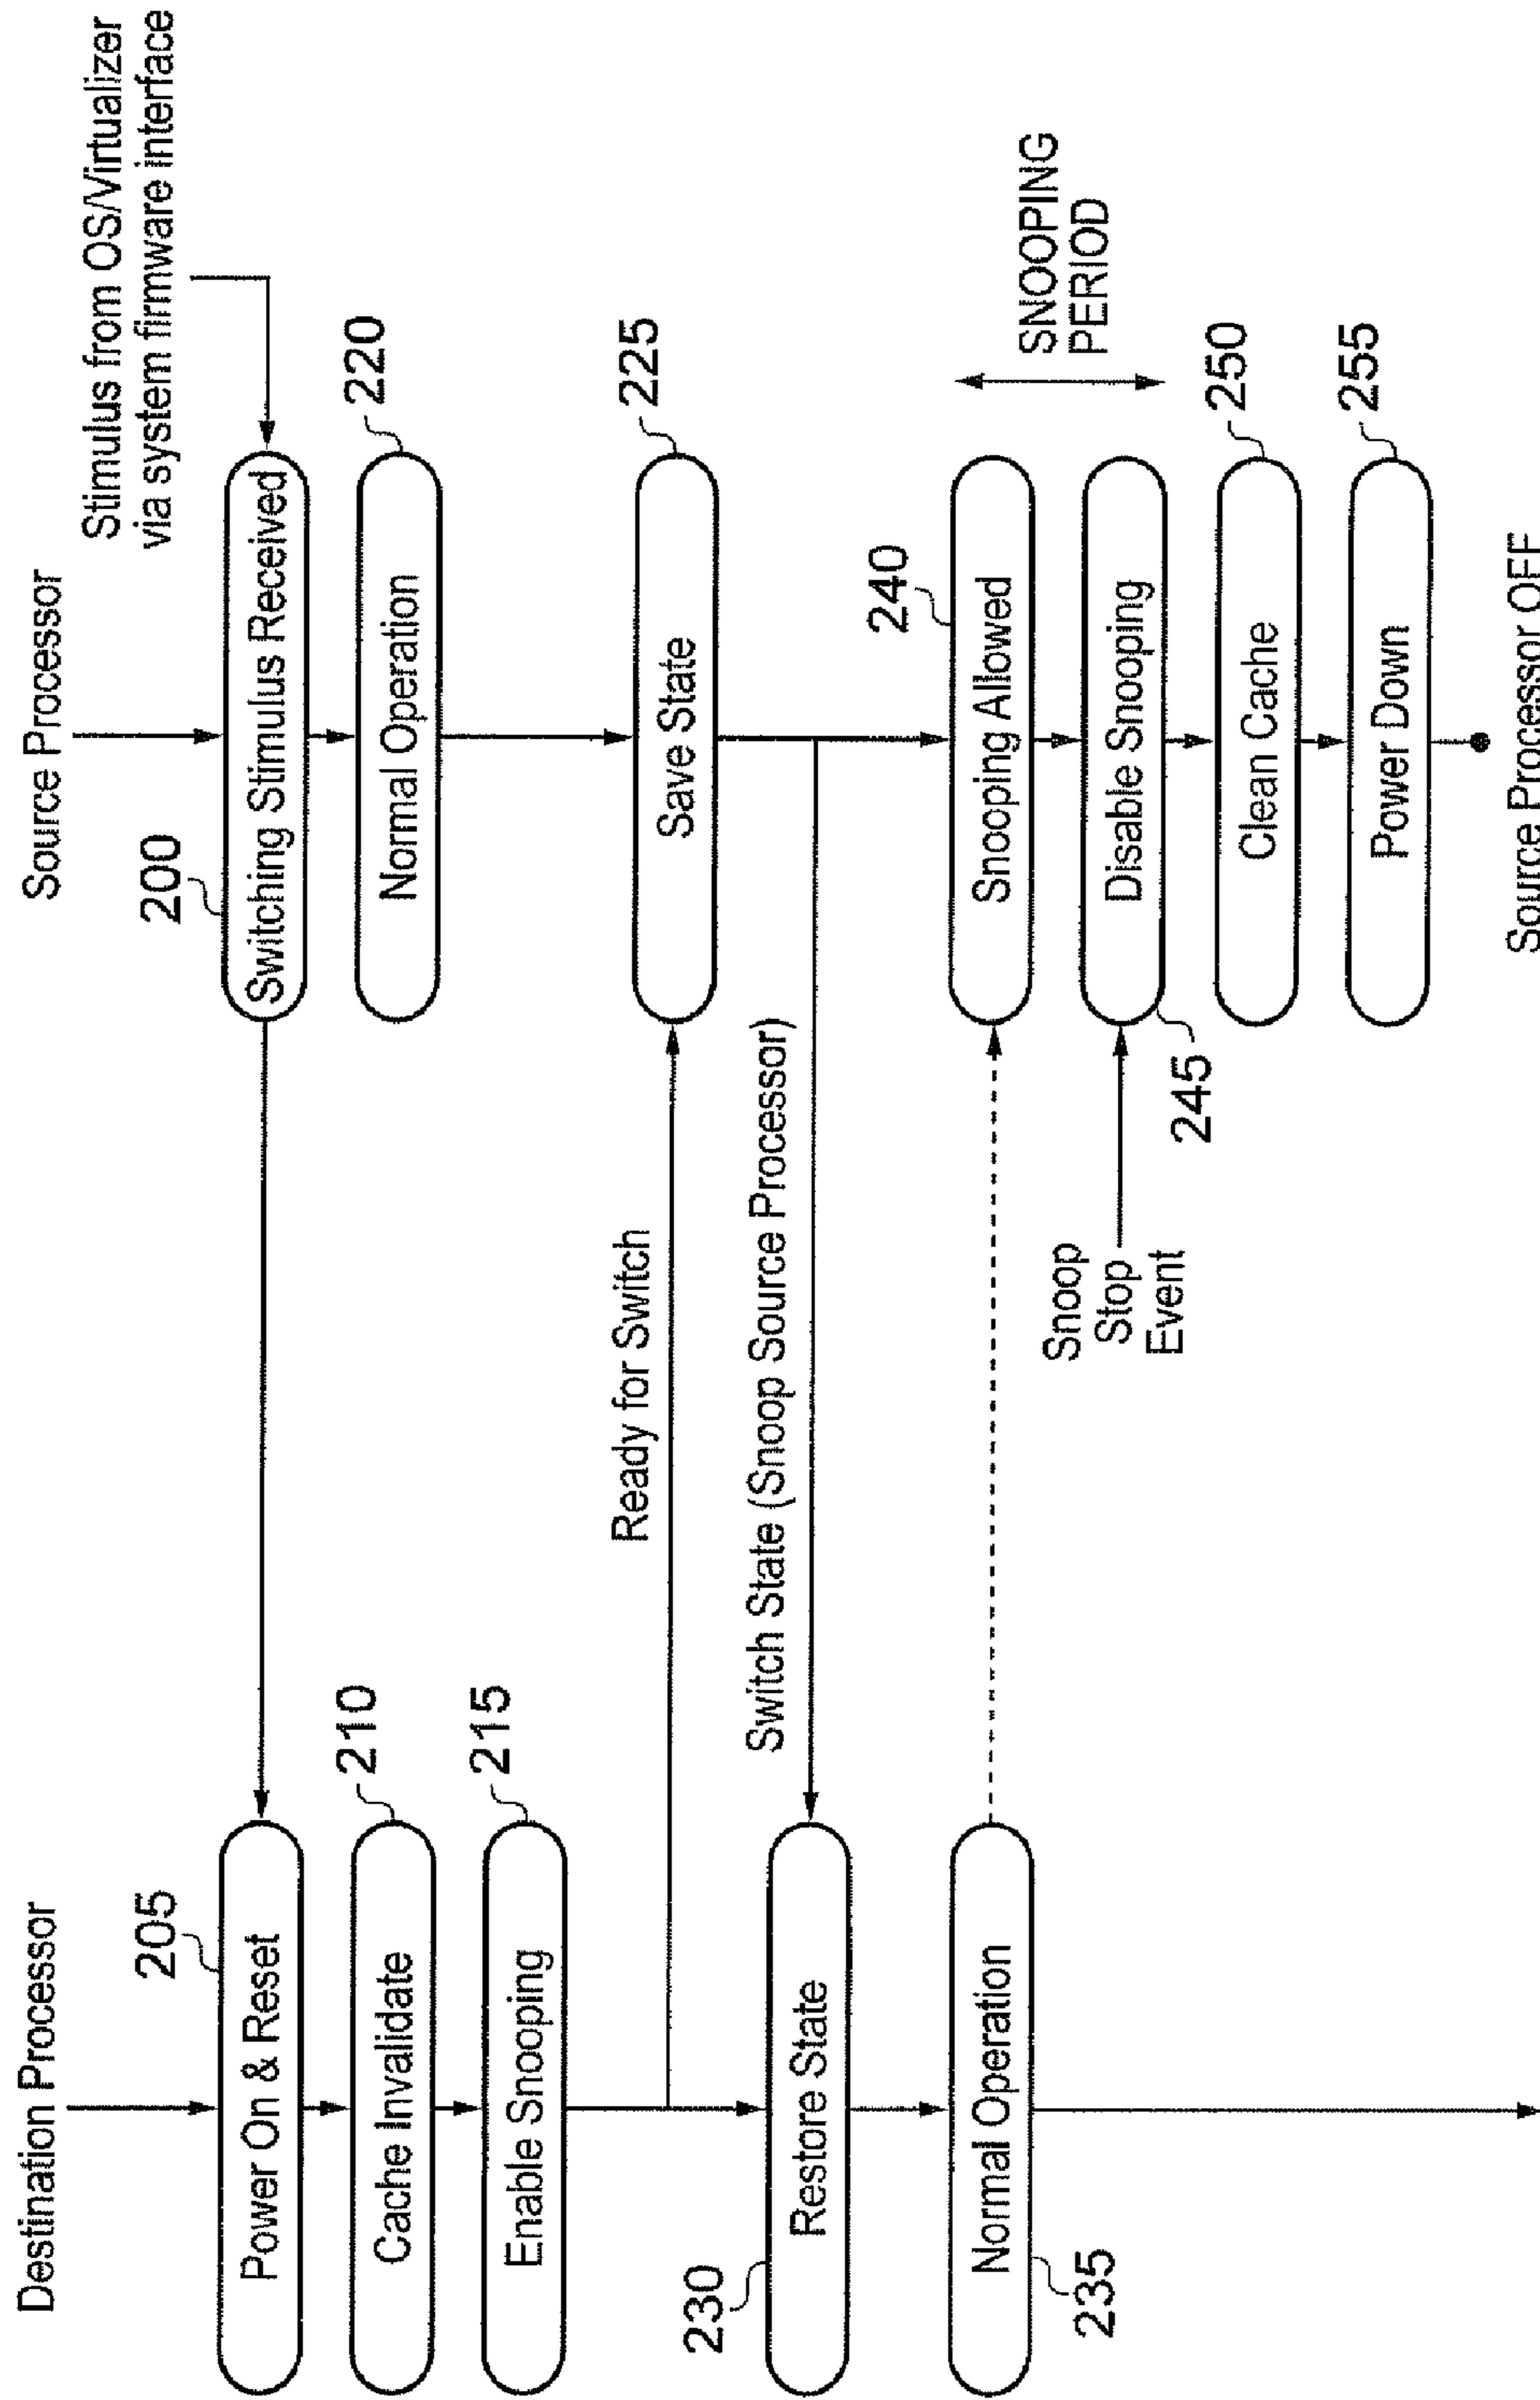 Destination Processor
205
Power On & Reset
210
Cache Invalidate
215
Enable Snooping
Ready for Switch
Switch State (Snoop Source Processor)
230
Restore State
Normal Operation
235
Source Processor
Stimulus from OS/Virtualizer
via system firmware interface
200
Switching Stimulus Received
220
Normal Operation
225
Save State
240
Snooping Allowed
SNOOPING
PERIOD
Snoop
Stop
Event
Disable Snooping
245
250
Clean Cache
255
Power Down
Source Processor OFF